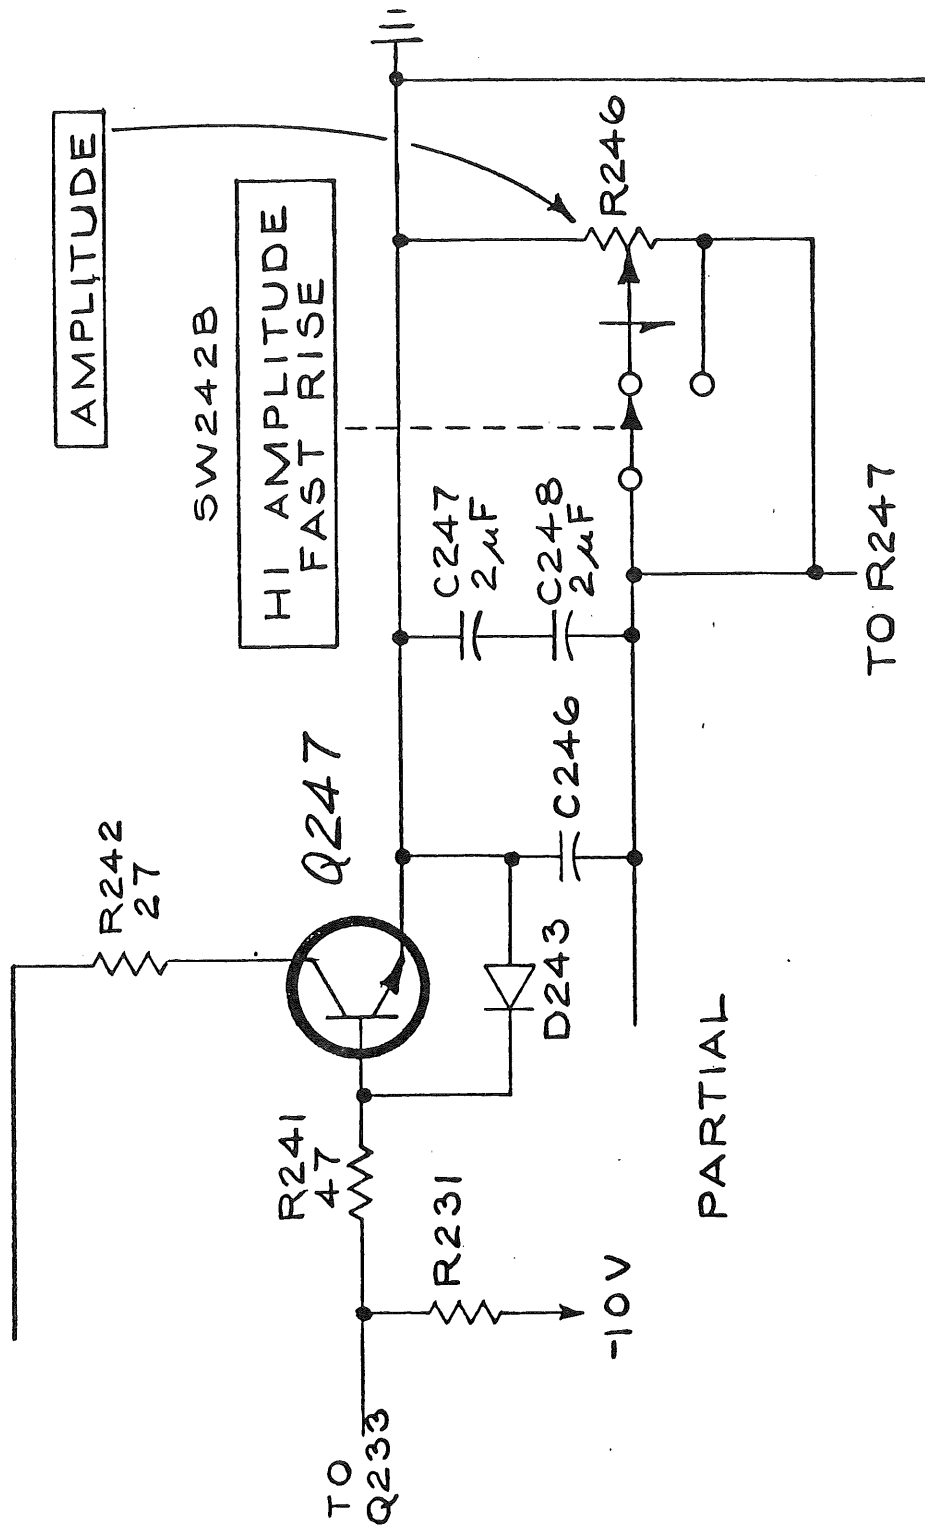 AMPLITUDE
SW242B
HI AMPLITUDE
FAST RISE
R242
27
Q247
C247
2μF
C248
2μF
R246
C246
D243
R241
47
R231
-10V
TO
Q233
TO R247
PARTIAL